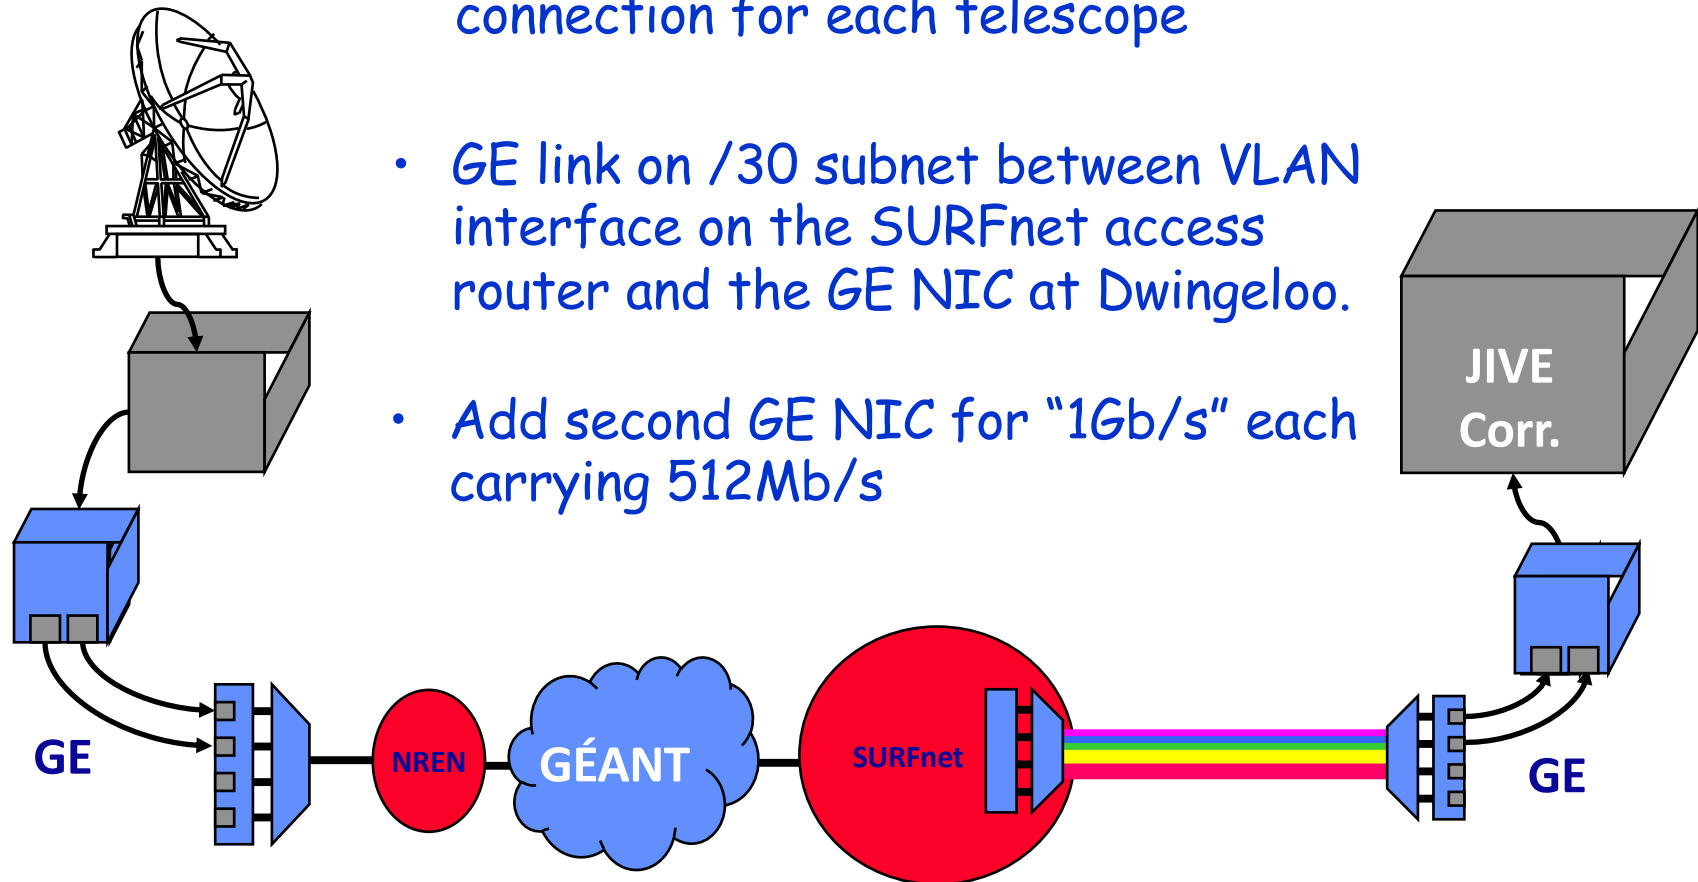 connection for each telescope
• GE link on /30 subnet between VLAN
interface on the SURFnet access
router and the GE NIC at Dwingeloo.
• Add second GE NIC for “1Gb/s” each
carrying 512Mb/s
JIVE
Corr.
GE
NREN
GÉANT
SURFnet
GE